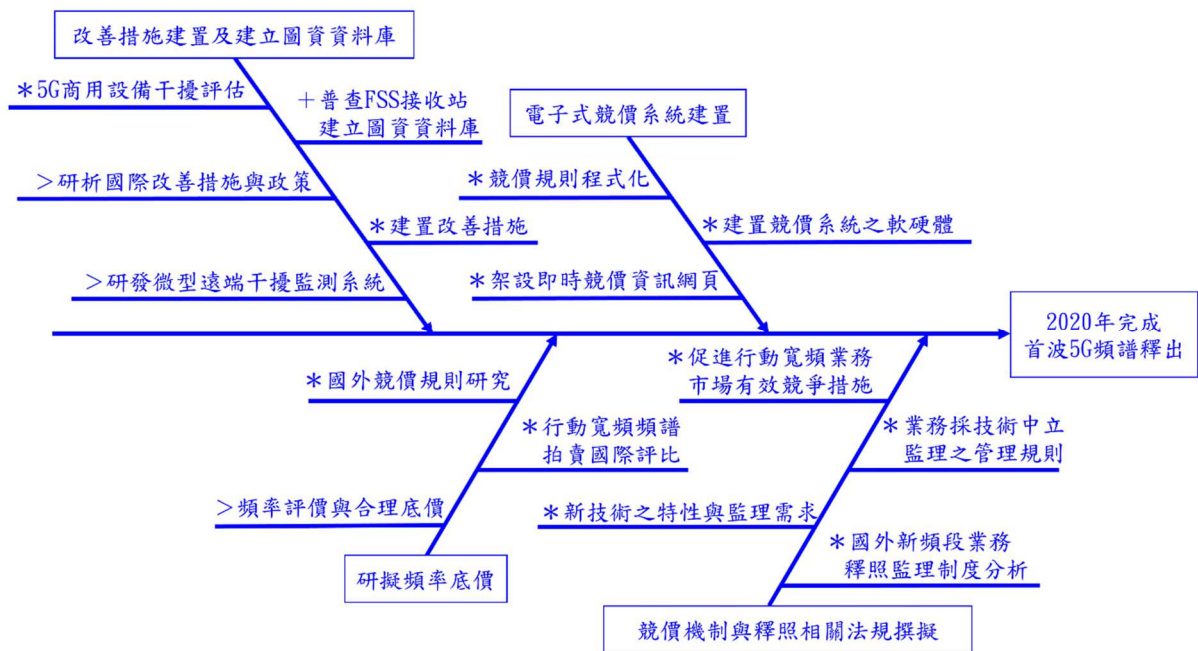 改善措施建置及建立圖資資料庫
*5G商用設備干擾評估
+普查FSS接收站
建立圖資資料庫
>研析國際改善措施與政策
*建置改善措施
>研發微型遠端干擾監測系統
電子式競價系統建置
*競價規則程式化
*建置競價系統之軟硬體
*架設即時競價資訊網頁
2020年完成
首波5G頻譜釋出
*國外競價規則研究
*行動寬頻頻譜
拍賣國際評比
>頻率評價與合理底價
研擬頻率底價
*促進行動寬頻業務
市場有效競爭措施
*業務採技術中立
監理之管理規則
*新技術之特性與監理需求
*國外新頻段業務
釋照監理制度分析
競價機制與釋照相關法規撰擬